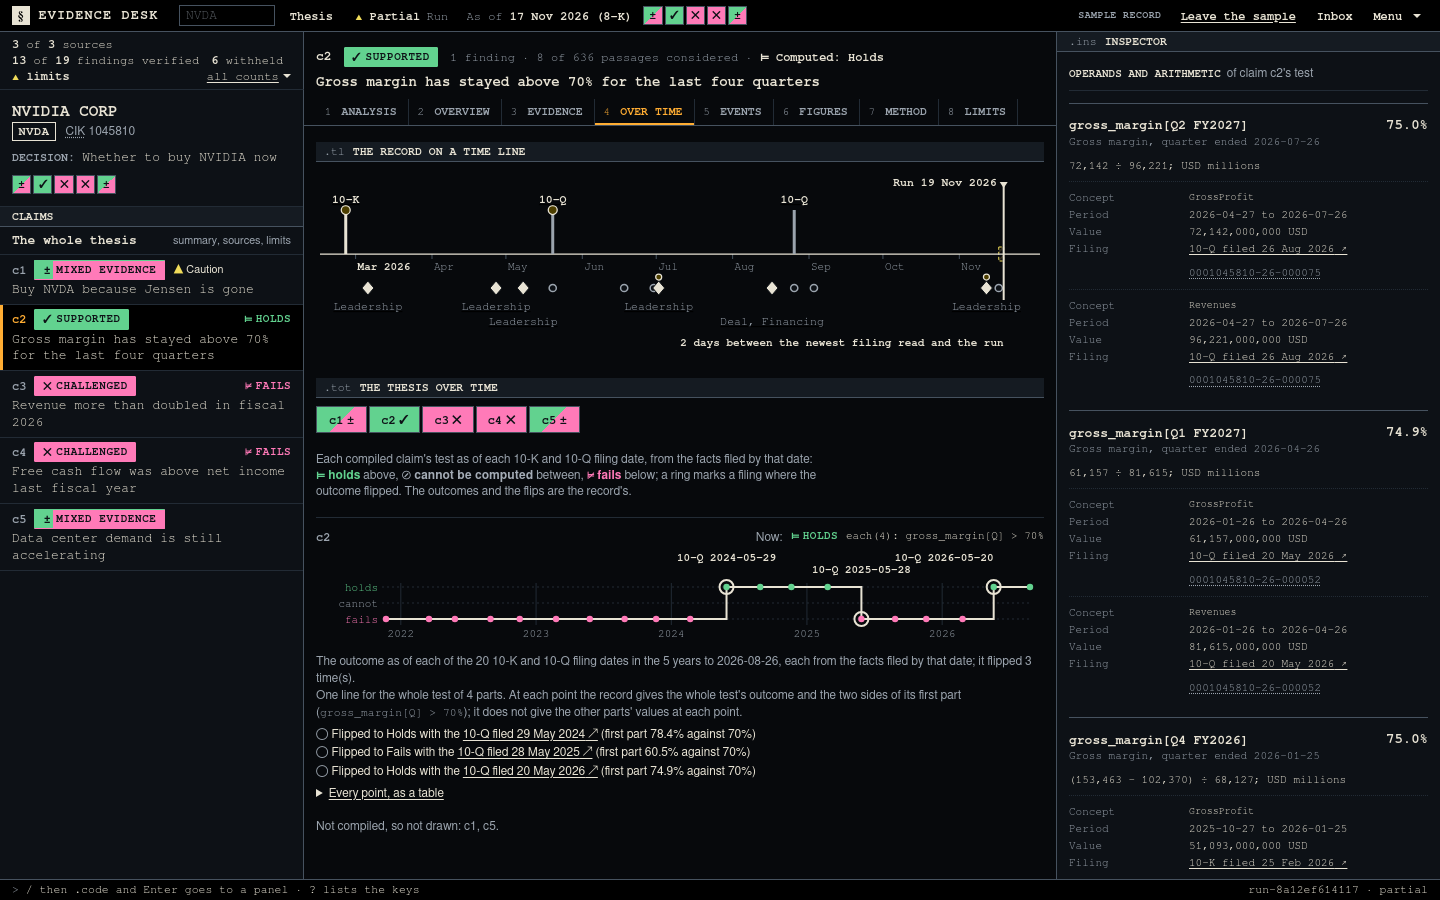 § EVIDENCE DESK NVDA Thesis ▲ Partial Run As of 17 Nov 2026 (8-K) ± ✓ ✕ ✕ ± SAMPLE RECORD Leave the sample Inbox Menu
3 of 3 sources
13 of 19 findings verified 6 withheld
▲ limits all counts
NVIDIA CORP
NVDA CIK 1045810
DECISION: Whether to buy NVIDIA now
± ✓ ✕ ✕ ±
CLAIMS
The whole thesis summary, sources, limits
c1 ± MIXED EVIDENCE ▲ Caution
Buy NVDA because Jensen is gone
c2 ✓ SUPPORTED ⊨ HOLDS
Gross margin has stayed above 70%
for the last four quarters
c3 ✕ CHALLENGED ⊭ FAILS
Revenue more than doubled in fiscal
2026
c4 ✕ CHALLENGED ⊭ FAILS
Free cash flow was above net income
last fiscal year
c5 ± MIXED EVIDENCE
Data center demand is still
accelerating
c2 ✓ SUPPORTED 1 finding · 8 of 636 passages considered · ⊨ Computed: Holds
Gross margin has stayed above 70% for the last four quarters
1 ANALYSIS 2 OVERVIEW 3 EVIDENCE 4 OVER TIME 5 EVENTS 6 FIGURES 7 METHOD 8 LIMITS
.tl THE RECORD ON A TIME LINE
Run 19 Nov 2026
10-K 10-Q 10-Q
Mar 2026 Apr May Jun Jul Aug Sep Oct Nov
Leadership Leadership Leadership Leadership
Leadership Deal, Financing
2 days between the newest filing read and the run
.tot THE THESIS OVER TIME
c1 ± c2 ✓ c3 ✕ c4 ✕ c5 ±
Each compiled claim's test as of each 10-K and 10-Q filing date, from the facts filed by that date:
⊨ holds above, ⊘ cannot be computed between, ⊭ fails below; a ring marks a filing where the
outcome flipped. The outcomes and the flips are the record's.
c2 Now: ⊨ HOLDS each(4): gross_margin[Q] > 70%
10-Q 2024-05-29 10-Q 2026-05-20
10-Q 2025-05-28
holds
cannot
fails
2022 2023 2024 2025 2026
The outcome as of each of the 20 10-K and 10-Q filing dates in the 5 years to 2026-08-26, each from the facts filed by that date; it flipped 3
time(s).
One line for the whole test of 4 parts. At each point the record gives the whole test's outcome and the two sides of its first part
(gross_margin[Q] > 70%); it does not give the other parts' values at each point.
Flipped to Holds with the 10-Q filed 29 May 2024 ↗ (first part 78.4% against 70%)
Flipped to Fails with the 10-Q filed 28 May 2025 ↗ (first part 60.5% against 70%)
Flipped to Holds with the 10-Q filed 20 May 2026 ↗ (first part 74.9% against 70%)
▶ Every point, as a table
Not compiled, so not drawn: c1, c5.
.ins INSPECTOR
OPERANDS AND ARITHMETIC of claim c2's test
gross_margin[Q2 FY2027] 75.0%
Gross margin, quarter ended 2026-07-26
72,142 ÷ 96,221; USD millions
Concept GrossProfit
Period 2026-04-27 to 2026-07-26
Value 72,142,000,000 USD
Filing 10-Q filed 26 Aug 2026 ↗
0001045810-26-000075
Concept Revenues
Period 2026-04-27 to 2026-07-26
Value 96,221,000,000 USD
Filing 10-Q filed 26 Aug 2026 ↗
0001045810-26-000075
gross_margin[Q1 FY2027] 74.9%
Gross margin, quarter ended 2026-04-26
61,157 ÷ 81,615; USD millions
Concept GrossProfit
Period 2026-01-26 to 2026-04-26
Value 61,157,000,000 USD
Filing 10-Q filed 20 May 2026 ↗
0001045810-26-000052
Concept Revenues
Period 2026-01-26 to 2026-04-26
Value 81,615,000,000 USD
Filing 10-Q filed 20 May 2026 ↗
0001045810-26-000052
gross_margin[Q4 FY2026] 75.0%
Gross margin, quarter ended 2026-01-25
(153,463 − 102,370) ÷ 68,127; USD millions
Concept GrossProfit
Period 2025-10-27 to 2026-01-25
Value 51,093,000,000 USD
Filing 10-K filed 25 Feb 2026 ↗
> / then .code and Enter goes to a panel · ? lists the keys run-8a12ef614117 · partial